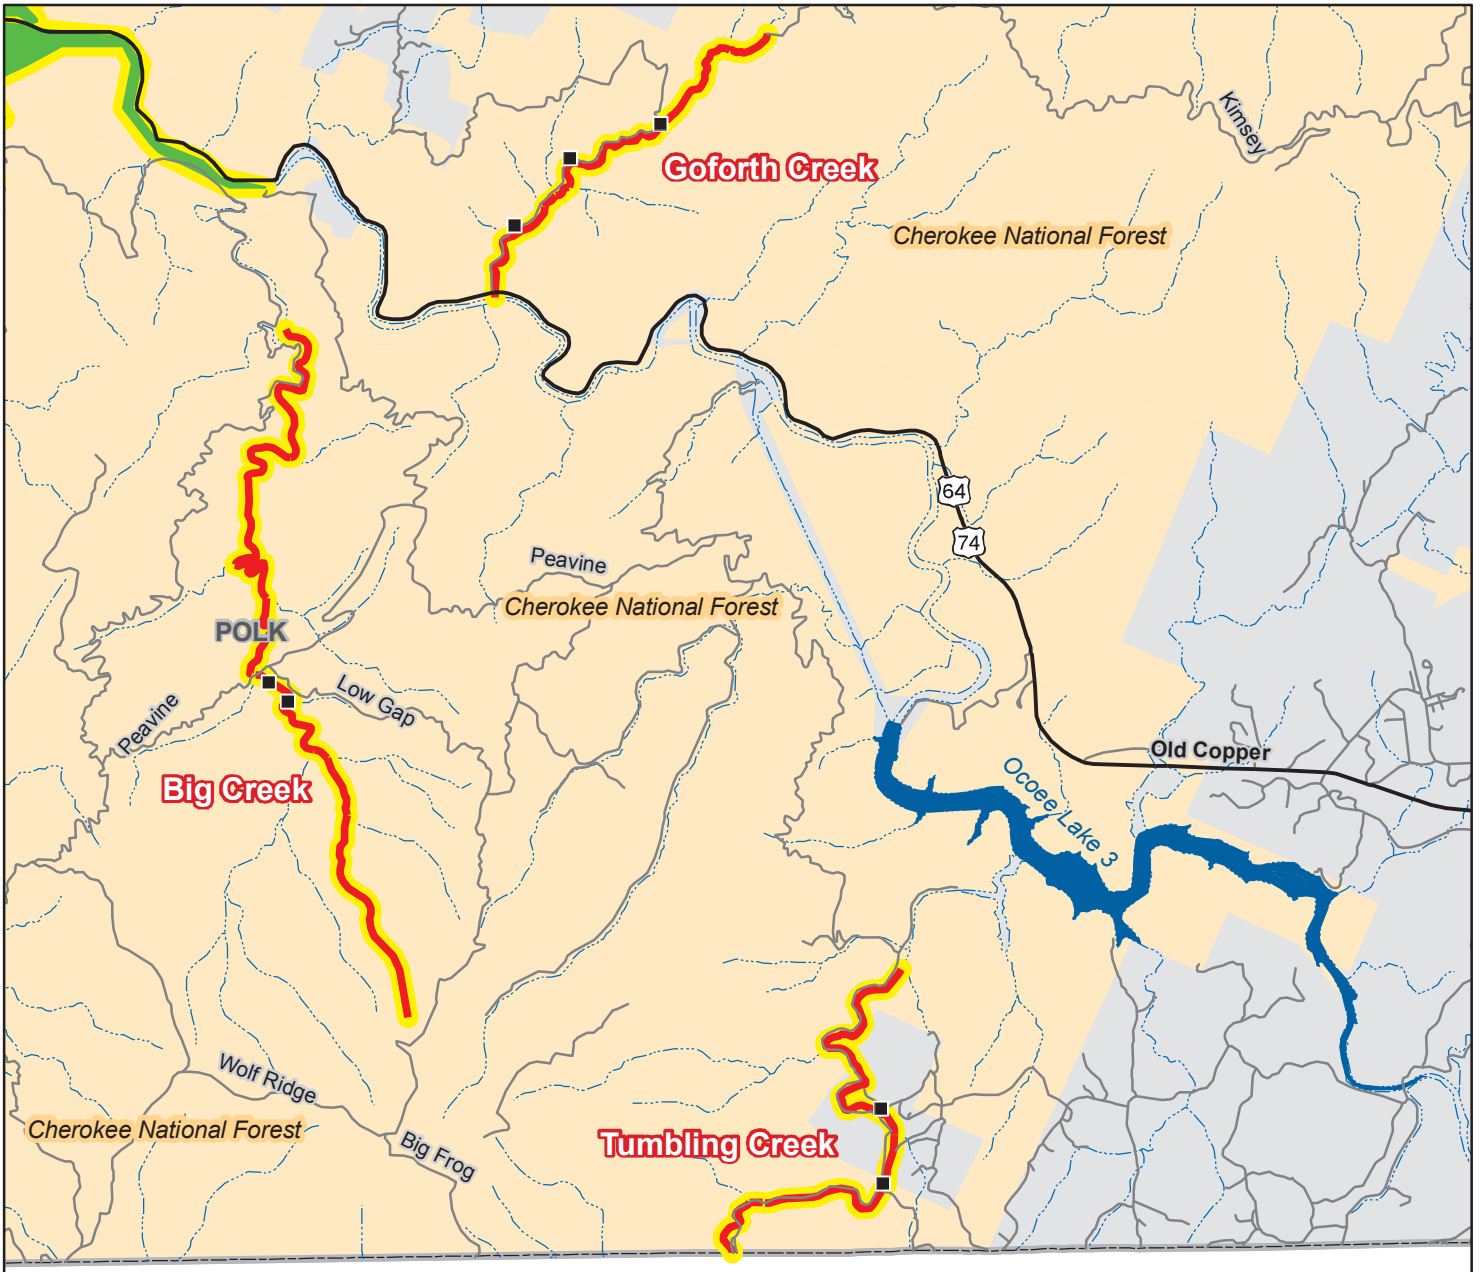 Kimsey
Goforth Creek
Cherokee National Forest
64
74
Peavine
Cherokee National Forest
POLK
Low Gap
Peavine
Old Copper
Ocoee Lake 3
Big Creek
Wolf Ridge
Cherokee National Forest
Big Frog
Tumbling Creek